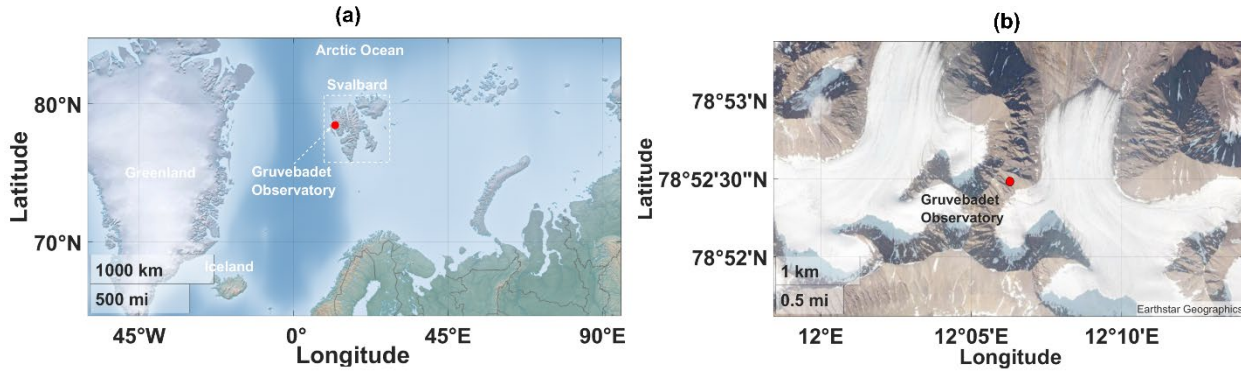 (a)
Arctic Ocean
Svalbard
80°N
Greenland
Gruvebadet
Observatory
Latitude
70°N
Iceland
1000 km
500 mi
45°W
0°
45°E
90°E
Longitude
(b)
78°53'N
78°52'30"N
Gruvebadet
Observatory
Latitude
78°52'N
1 km
0.5 mi
Earthstar Geographics
12°E
12°05'E
12°10'E
Longitude